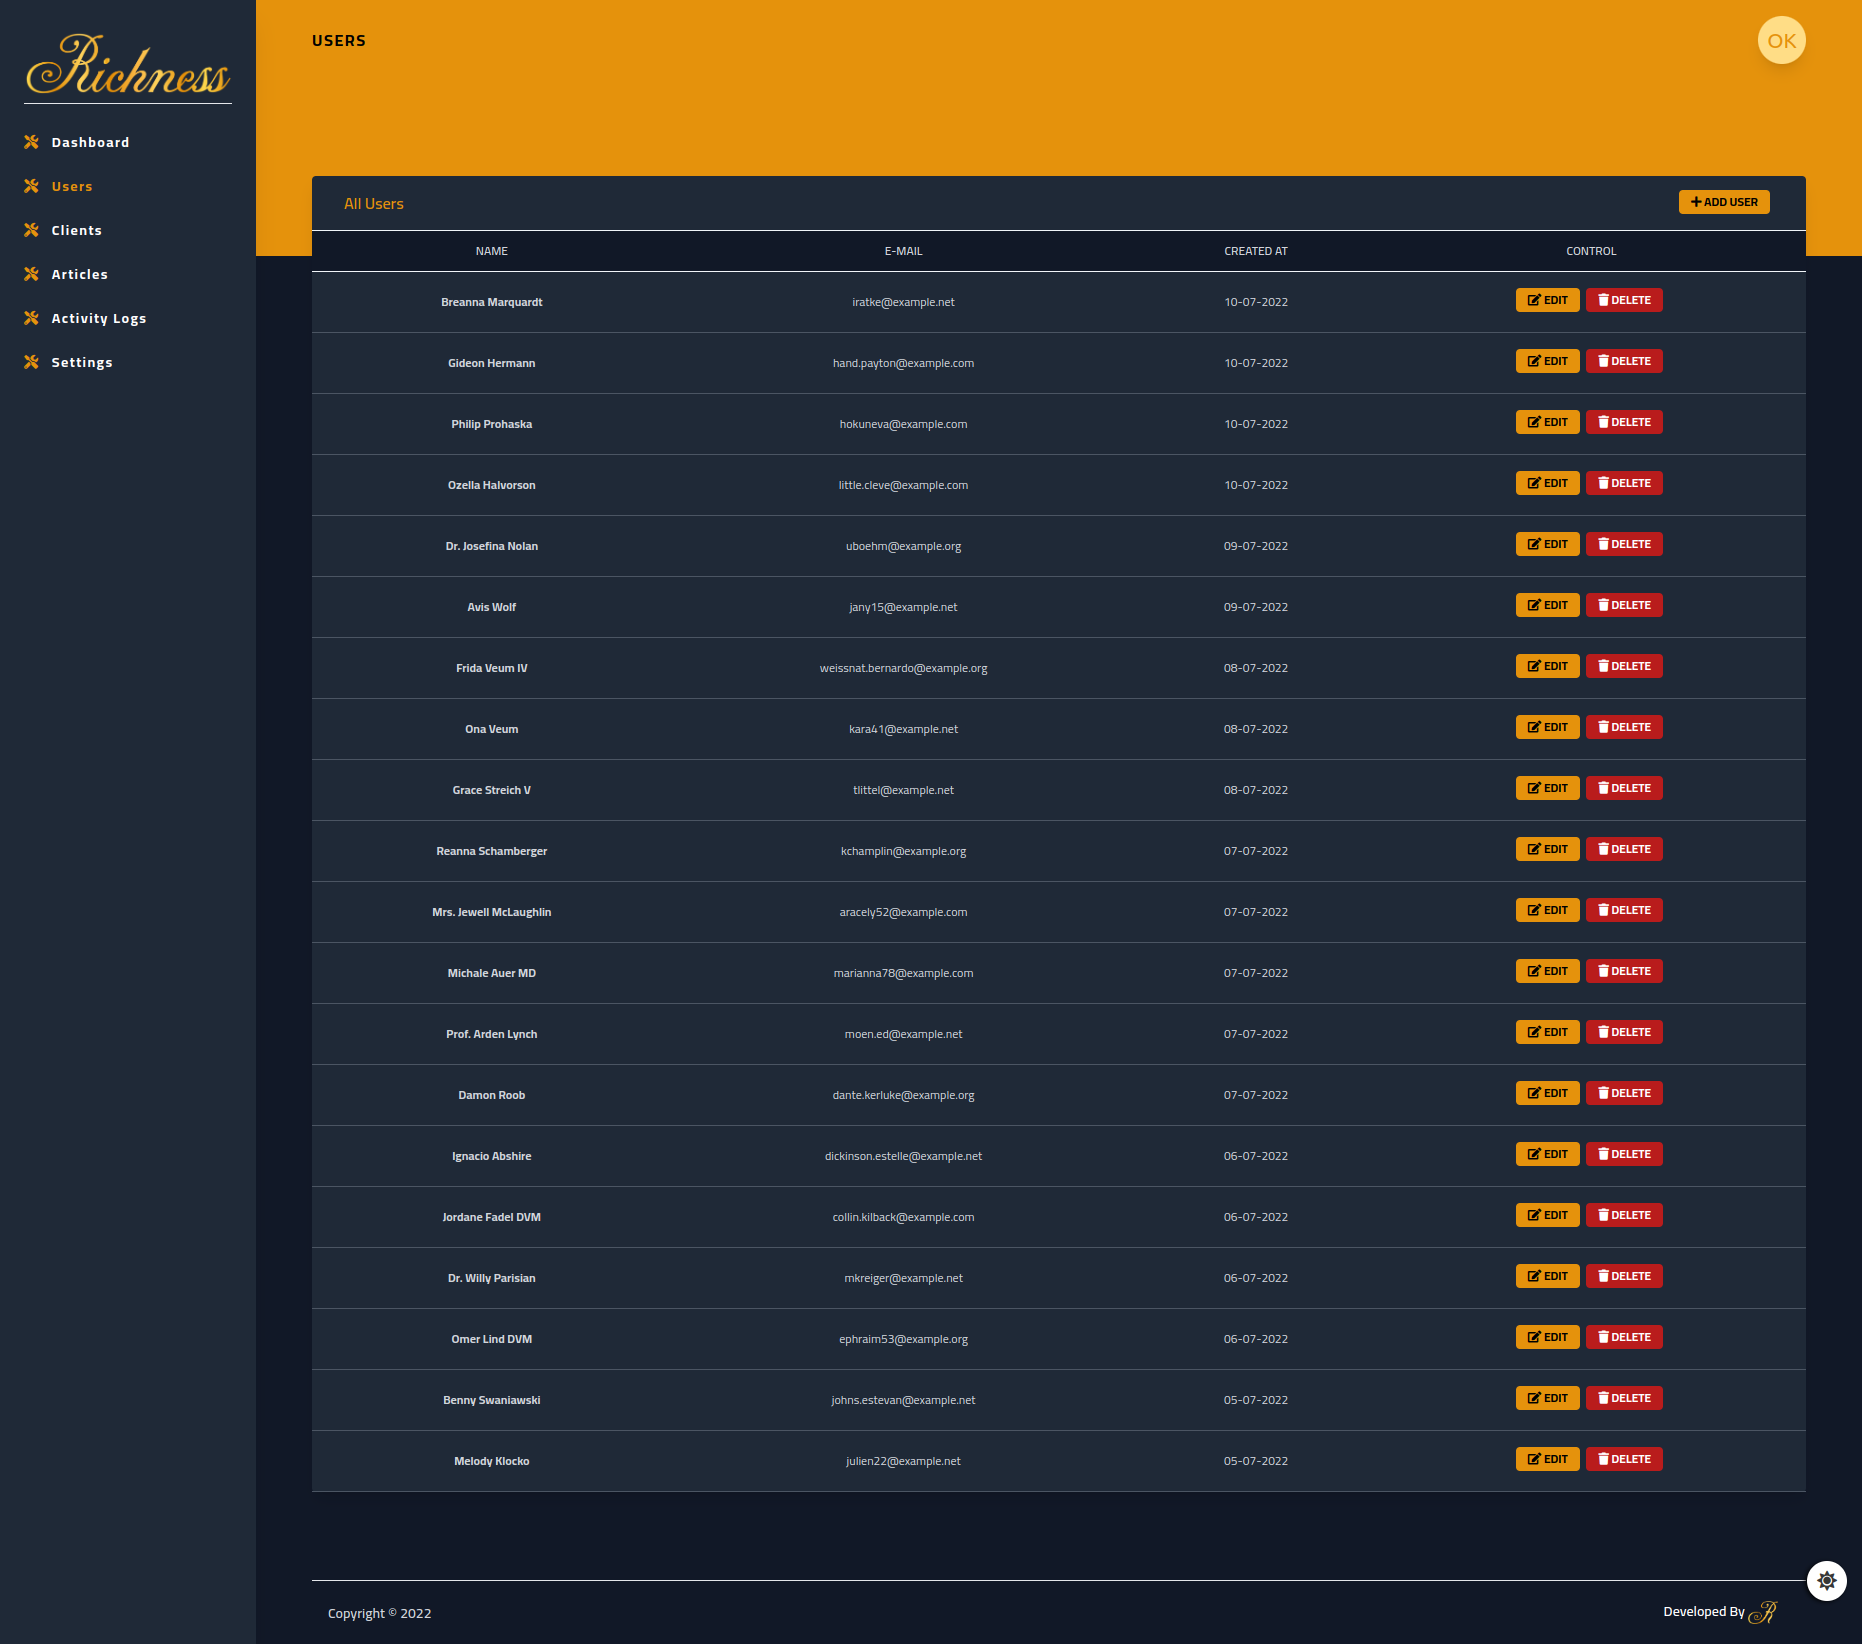 Richness
Dashboard
Users
Clients
Articles
Activity Logs
Settings
USERS
OK
All Users
ADD USER
NAME E-MAIL CREATED AT CONTROL
Breanna Marquardt iratke@example.net 10-07-2022 EDIT DELETE
Gideon Hermann hand.payton@example.com 10-07-2022 EDIT DELETE
Philip Prohaska hokuneva@example.com 10-07-2022 EDIT DELETE
Ozella Halvorson little.cleve@example.com 10-07-2022 EDIT DELETE
Dr. Josefina Nolan uboehm@example.org 09-07-2022 EDIT DELETE
Avis Wolf jany15@example.net 09-07-2022 EDIT DELETE
Frida Veum IV weissnat.bernardo@example.org 08-07-2022 EDIT DELETE
Ona Veum kara41@example.net 08-07-2022 EDIT DELETE
Grace Streich V tlittel@example.net 08-07-2022 EDIT DELETE
Reanna Schamberger kchamplin@example.org 07-07-2022 EDIT DELETE
Mrs. Jewell McLaughlin aracely52@example.com 07-07-2022 EDIT DELETE
Michale Auer MD marianna78@example.com 07-07-2022 EDIT DELETE
Prof. Arden Lynch moen.ed@example.net 07-07-2022 EDIT DELETE
Damon Roob dante.kerluke@example.org 07-07-2022 EDIT DELETE
Ignacio Abshire dickinson.estelle@example.net 06-07-2022 EDIT DELETE
Jordane Fadel DVM collin.kilback@example.com 06-07-2022 EDIT DELETE
Dr. Willy Parisian mkreiger@example.net 06-07-2022 EDIT DELETE
Omer Lind DVM ephraim53@example.org 06-07-2022 EDIT DELETE
Benny Swaniawski johns.estevan@example.net 05-07-2022 EDIT DELETE
Melody Klocko julien22@example.net 05-07-2022 EDIT DELETE
Copyright © 2022
Developed By R